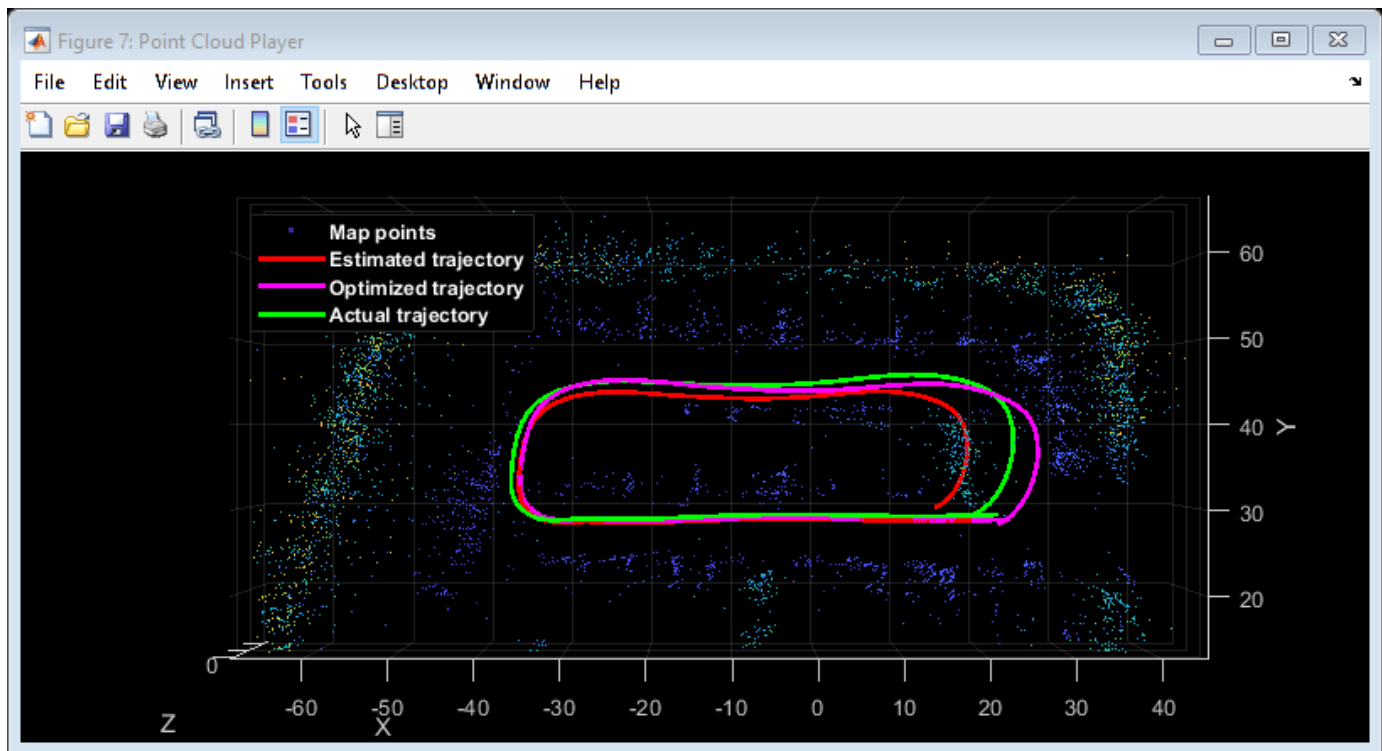 Figure 7: Point Cloud Player
File Edit View Insert Tools Desktop Window Help
Map points
Estimated trajectory
Optimized trajectory
Actual trajectory
60
50
40 Y
30
20
0
-60 -50 -40 -30 -20 -10 0 10 20 30 40
Z X